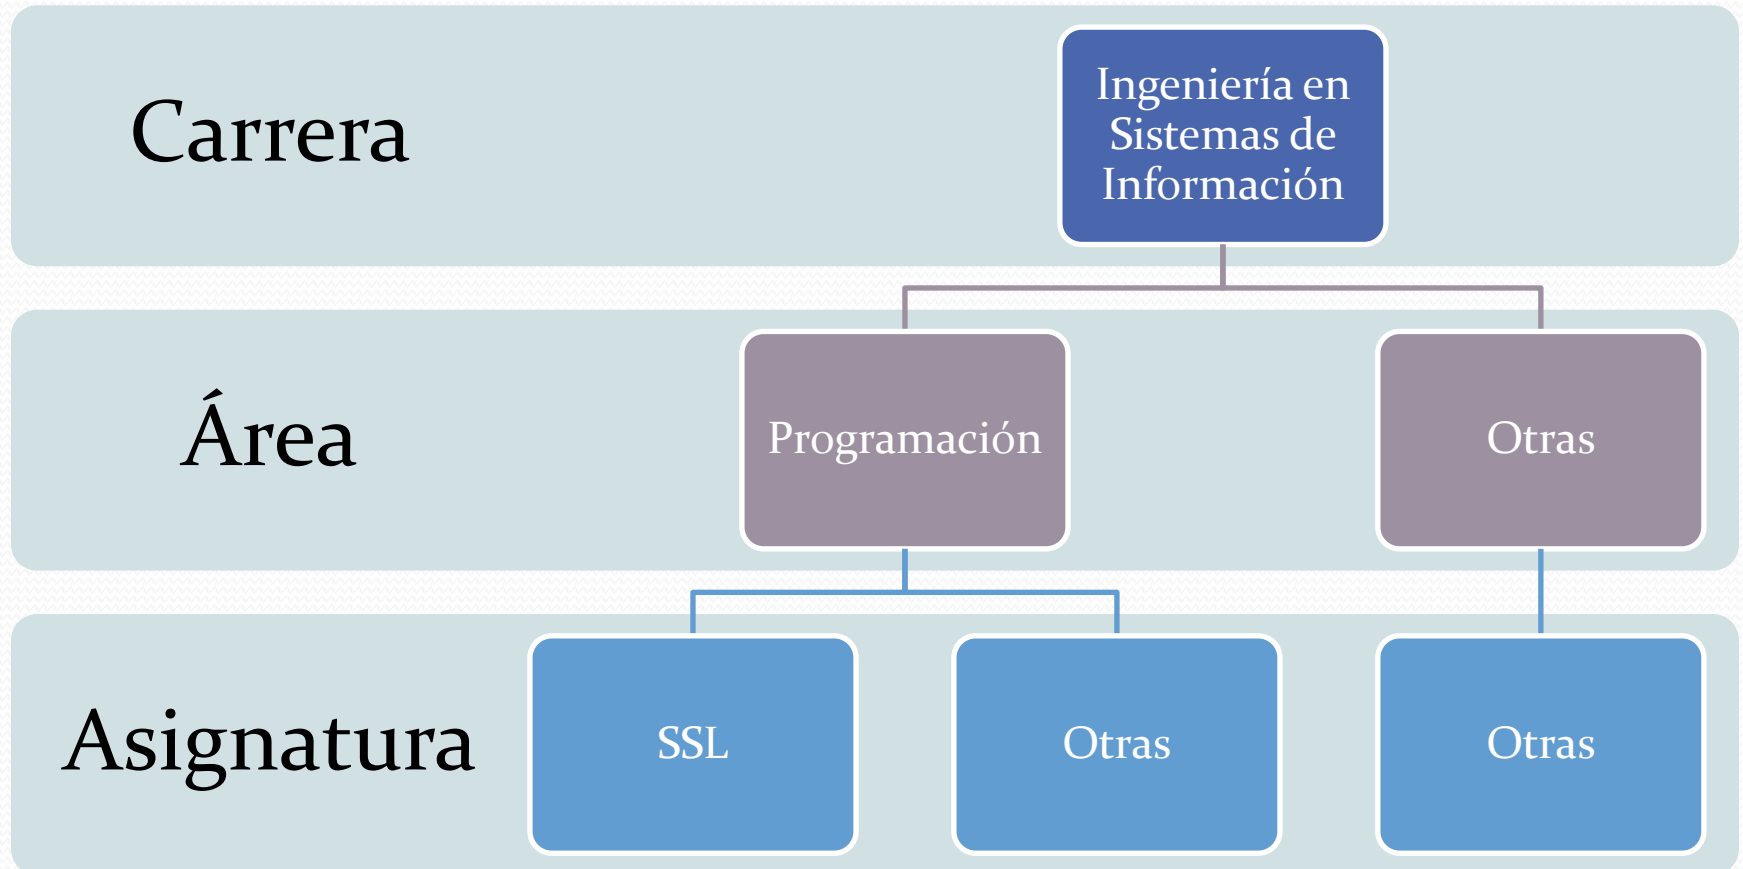 Carrera
Ingeniería en
Sistemas de
Información
Área
Programación
Otras
Asignatura
SSL
Otras
Otras